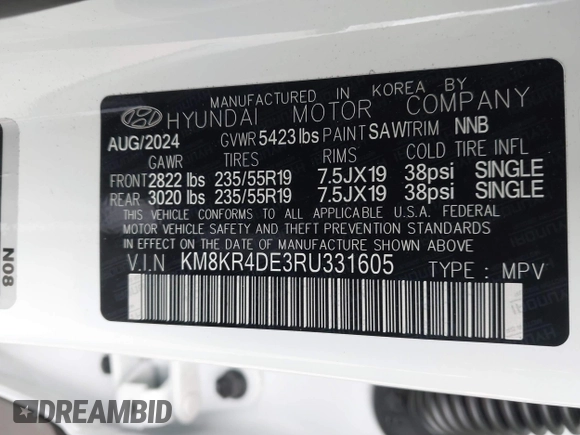 MANUFACTURED IN KOREA BY
HYUNDAI MOTOR COMPANY
AUG/2024 GVWR 5423 lbs PAINT SAW TRIM NNB
GAWR TIRES RIMS COLD TIRE INFL
FRONT 2822 lbs 235/55R19 7.5JX19 38psi SINGLE
REAR 3020 lbs 235/55R19 7.5JX19 38psi SINGLE
THIS VEHICLE CONFORMS TO ALL APPLICABLE U.S.A. FEDERAL
MOTOR VEHICLE SAFETY AND THEFT PREVENTION STANDARDS
IN EFFECT ON THE DATE OF MANUFACTURE SHOWN ABOVE.
V.I.N KM8KR4DE3RU331605 TYPE : MPV
N08
DREAMBID